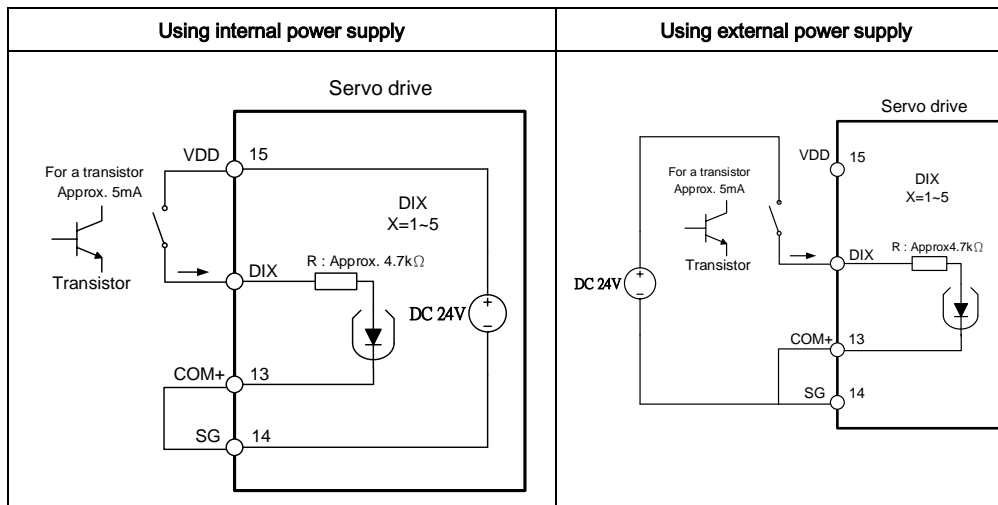 Using internal power supply
Using external power supply
Servo drive
VDD
15
For a transistor
Approx. 5mA
DIX
X=1~5
Transistor
DIX
R : Approx. 4.7kΩ
DC 24V
+
−
COM+
13
SG
14
Servo drive
VDD
15
For a transistor
Approx. 5mA
DIX
X=1~5
Transistor
DIX
R : Approx4.7kΩ
DC 24V
+
−
COM+
13
SG
14